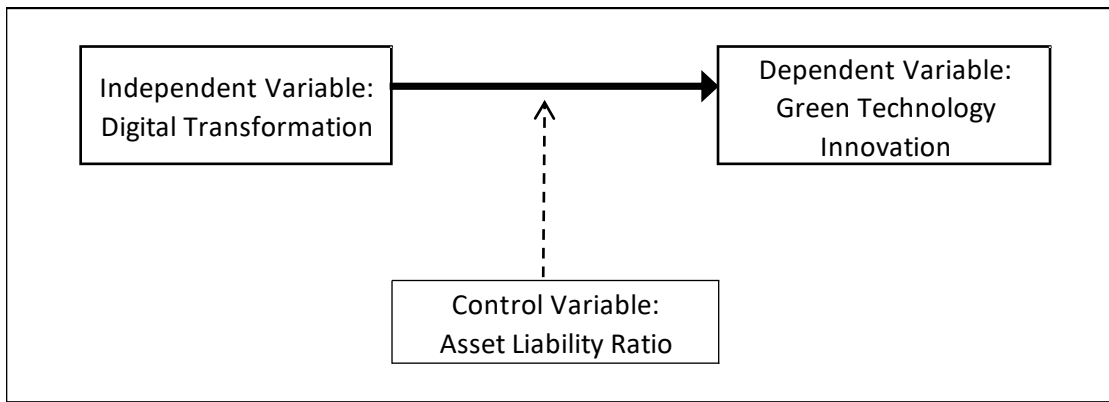 Independent Variable:
Digital Transformation
Dependent Variable:
Green Technology
Innovation
Control Variable:
Asset Liability Ratio